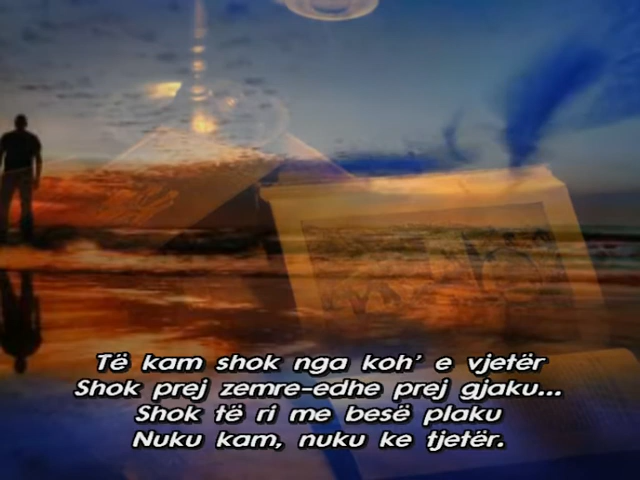 Të kam shok nga koh' e vjetër
Shok prej zemre-edhe prej gjaku...
Shok të ri me besë plaku
Nuku kam, nuku ke tjetër.